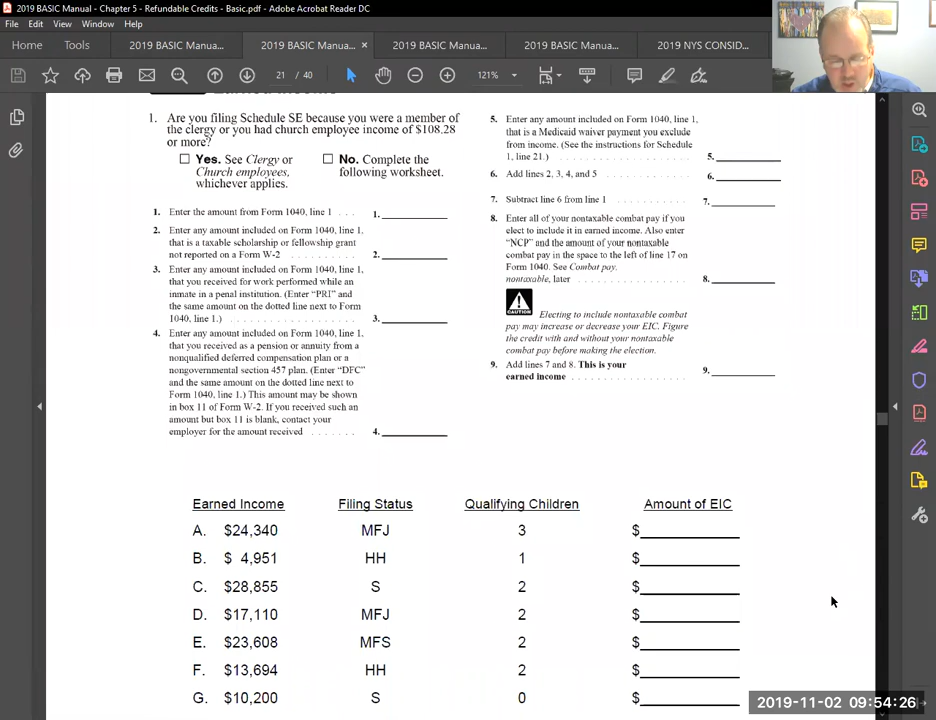 2019 BASIC Manual - Chapter 5 - Refundable Credits - Basic.pdf - Adobe Acrobat Reader DC
File Edit View Window Help
Home Tools 2019 BASIC Manua... 2019 BASIC Manua... × 2019 BASIC Manua... 2019 BASIC Manua... 2019 NYS CONSID...
21 / 40 121%
1. Are you filing Schedule SE because you were a member of
the clergy or you had church employee income of $108.28
or more?
Yes. See Clergy or
Church employees,
whichever applies.
No. Complete the
following worksheet.
1. Enter the amount from Form 1040, line 1 . . . 1.
2. Enter any amount included on Form 1040, line 1,
that is a taxable scholarship or fellowship grant
not reported on a Form W-2 . . . . . . . . . . 2.
3. Enter any amount included on Form 1040, line 1,
that you received for work performed while an
inmate in a penal institution. (Enter "PRI" and
the same amount on the dotted line next to Form
1040, line 1.) . . . . . . . . . . . . . . . . . . 3.
4. Enter any amount included on Form 1040, line 1,
that you received as a pension or annuity from a
nonqualified deferred compensation plan or a
nongovernmental section 457 plan. (Enter "DFC"
and the same amount on the dotted line next to
Form 1040, line 1.) This amount may be shown
in box 11 of Form W-2. If you received such an
amount but box 11 is blank, contact your
employer for the amount received . . . . . . . 4.
5. Enter any amount included on Form 1040, line 1,
that is a Medicaid waiver payment you exclude
from income. (See the instructions for Schedule
1, line 21.) . . . . . . . . . . . . . . . . . . . 5.
6. Add lines 2, 3, 4, and 5 . . . . . . . . . . . . 6.
7. Subtract line 6 from line 1 . . . . . . . . . . . 7.
8. Enter all of your nontaxable combat pay if you
elect to include it in earned income. Also enter
"NCP" and the amount of your nontaxable
combat pay in the space to the left of line 17 on
Form 1040. See Combat pay,
nontaxable, later . . . . . . . . . . . . . . . . . 8.
CAUTION
Electing to include nontaxable combat
pay may increase or decrease your EIC. Figure
the credit with and without your nontaxable
combat pay before making the election.
9. Add lines 7 and 8. This is your
earned income . . . . . . . . . . . . . . . . . 9.
Earned Income Filing Status Qualifying Children Amount of EIC
A. $24,340 MFJ 3 $
B. $ 4,951 HH 1 $
C. $28,855 S 2 $
D. $17,110 MFJ 2 $
E. $23,608 MFS 2 $
F. $13,694 HH 2 $
G. $10,200 S 0 $
2019-11-02 09:54:26